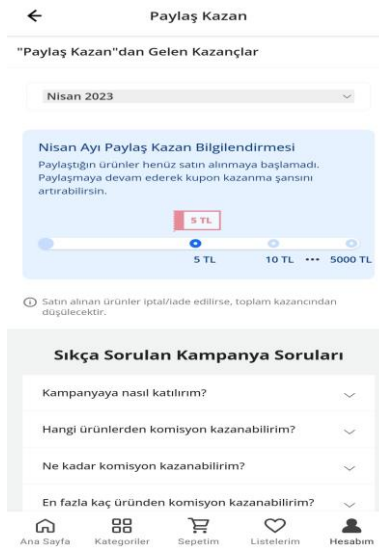 Paylaş Kazan
"Paylaş Kazan"dan Gelen Kazançlar
Nisan 2023
Nisan Ayı Paylaş Kazan Bilgilendirmesi
Paylaştığın ürünler henüz satın alınmaya başlamadı.
Paylaşmaya devam ederek kupon kazanma şansını
artırabilirsin.
5 TL
5 TL 10 TL ••• 5000 TL
Satın alınan ürünler iptal/iade edilirse, toplam kazancından
düşülecektir.
Sıkça Sorulan Kampanya Soruları
Kampanyaya nasıl katılırım?
Hangi ürünlerden komisyon kazanabilirim?
Ne kadar komisyon kazanabilirim?
En fazla kaç üründen komisyon kazanabilirim?
Ana Sayfa Kategoriler Sepetim Listelerim Hesabım